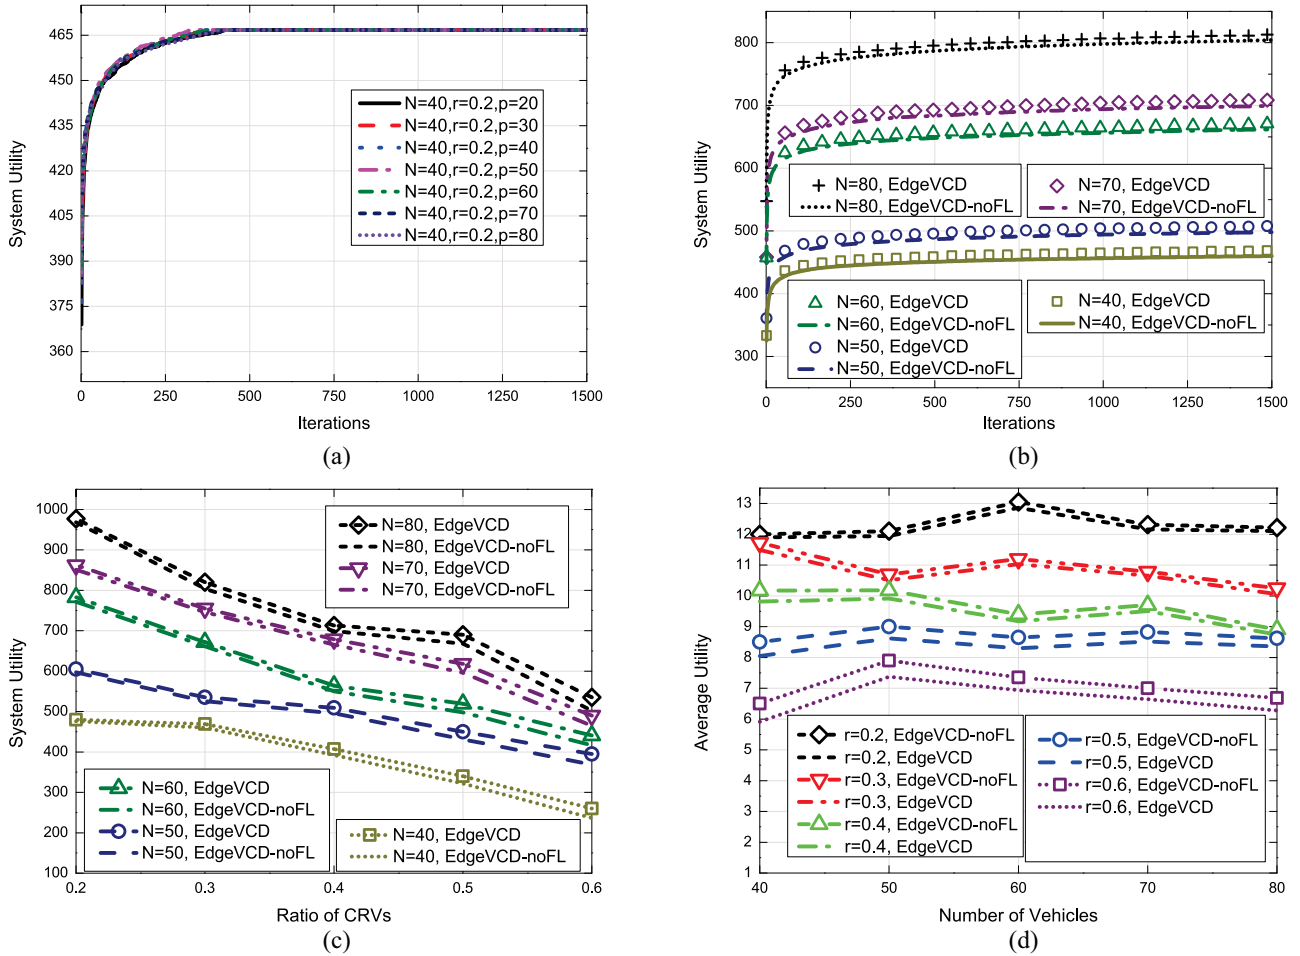 465
450
435
420
405
390
375
360
System Utility
N=40,r=0.2,p=20
N=40,r=0.2,p=30
N=40,r=0.2,p=40
N=40,r=0.2,p=50
N=40,r=0.2,p=60
N=40,r=0.2,p=70
N=40,r=0.2,p=80
0 250 500 750 1000 1250 1500
Iterations
(a)
800
700
600
500
400
300
System Utility
N=80, EdgeVCD
N=80, EdgeVCD-noFL
N=70, EdgeVCD
N=70, EdgeVCD-noFL
N=60, EdgeVCD
N=60, EdgeVCD-noFL
N=50, EdgeVCD
N=50, EdgeVCD-noFL
N=40, EdgeVCD
N=40, EdgeVCD-noFL
0 250 500 750 1000 1250 1500
Iterations
(b)
1000
900
800
700
600
500
400
300
200
100
System Utility
N=80, EdgeVCD
N=80, EdgeVCD-noFL
N=70, EdgeVCD
N=70, EdgeVCD-noFL
N=60, EdgeVCD
N=60, EdgeVCD-noFL
N=50, EdgeVCD
N=50, EdgeVCD-noFL
N=40, EdgeVCD
N=40, EdgeVCD-noFL
0.2 0.3 0.4 0.5 0.6
Ratio of CRVs
(c)
13
12
11
10
9
8
7
6
5
4
3
2
1
Average Utility
r=0.2, EdgeVCD-noFL
r=0.2, EdgeVCD
r=0.3, EdgeVCD-noFL
r=0.3, EdgeVCD
r=0.4, EdgeVCD-noFL
r=0.4, EdgeVCD
r=0.5, EdgeVCD-noFL
r=0.5, EdgeVCD
r=0.6, EdgeVCD-noFL
r=0.6, EdgeVCD
40 50 60 70 80
Number of Vehicles
(d)